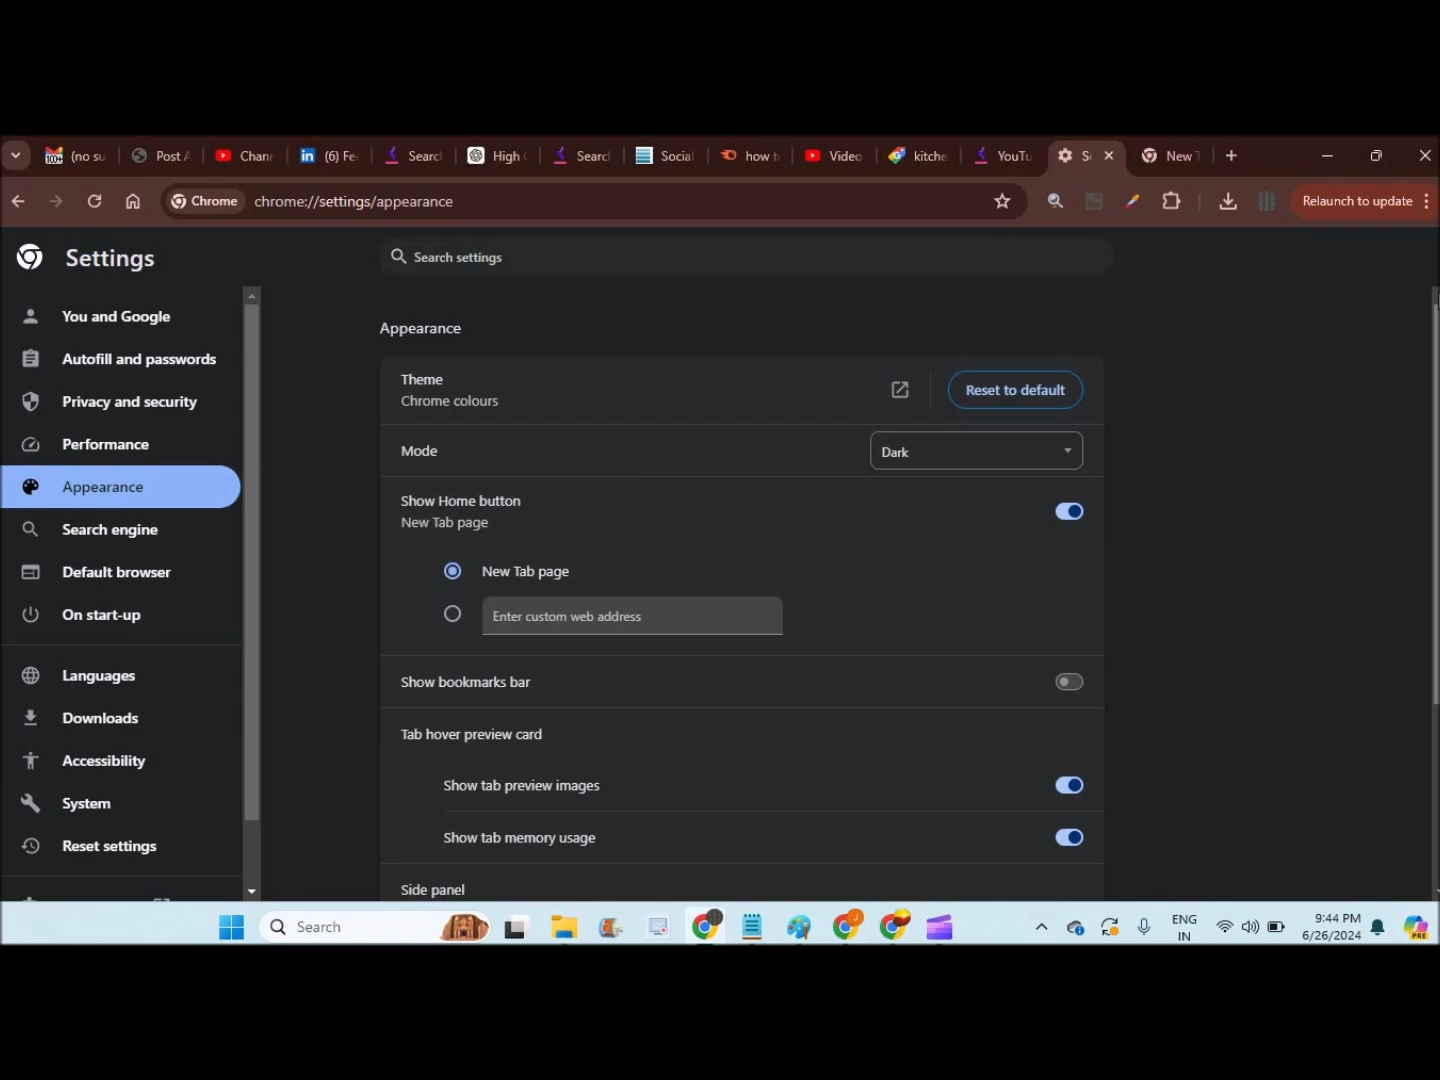 (no su
Post A
Chann
(6) Fe
Search
High
Search
Social
how t
Video
kitche
YouTu
S
New T
Chrome
chrome://settings/appearance
Relaunch to update
Settings
Search settings
You and Google
Autofill and passwords
Privacy and security
Performance
Appearance
Search engine
Default browser
On start-up
Languages
Downloads
Accessibility
System
Reset settings
Appearance
Theme
Chrome colours
Reset to default
Mode
Dark
Show Home button
New Tab page
New Tab page
Enter custom web address
Show bookmarks bar
Tab hover preview card
Show tab preview images
Show tab memory usage
Side panel
Search
ENG
IN
9:44 PM
6/26/2024
PRE